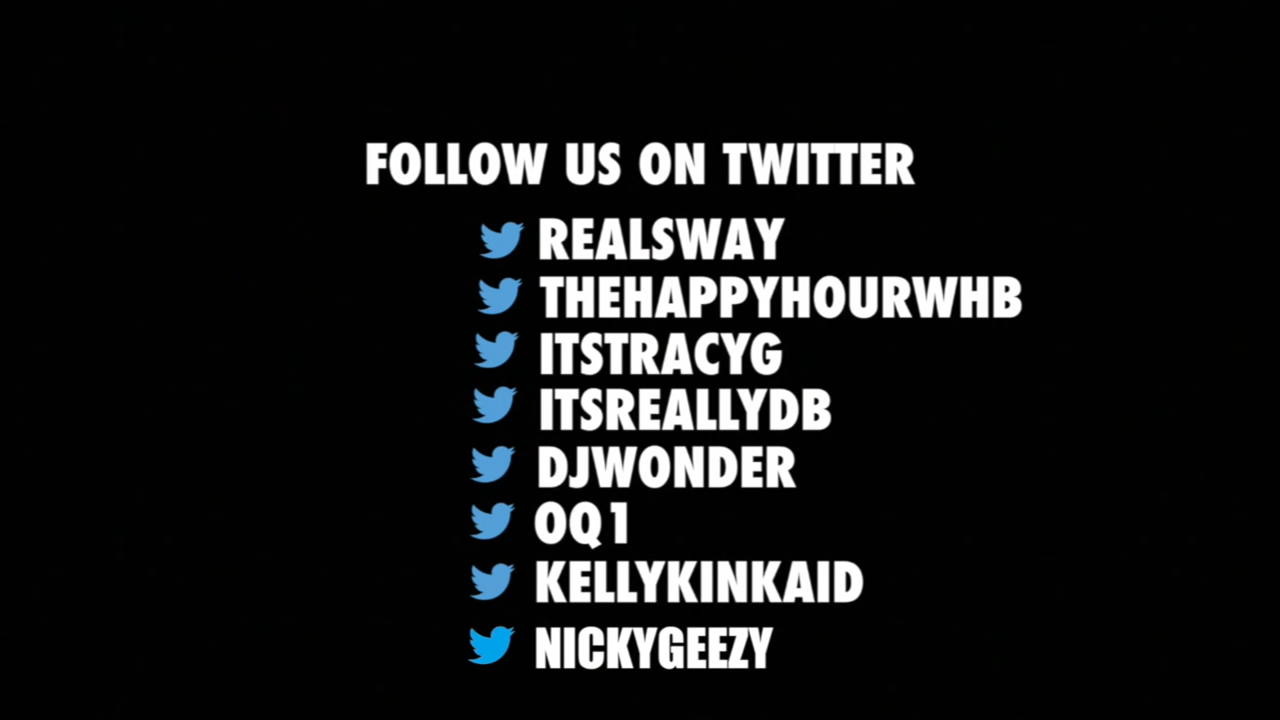 FOLLOW US ON TWITTER
REALSWAY
THEHAPPYHOURWHB
ITSTRACYG
ITSREALLYDB
DJWONDER
OQ1
KELLYKINKAID
NICKYGEEZY